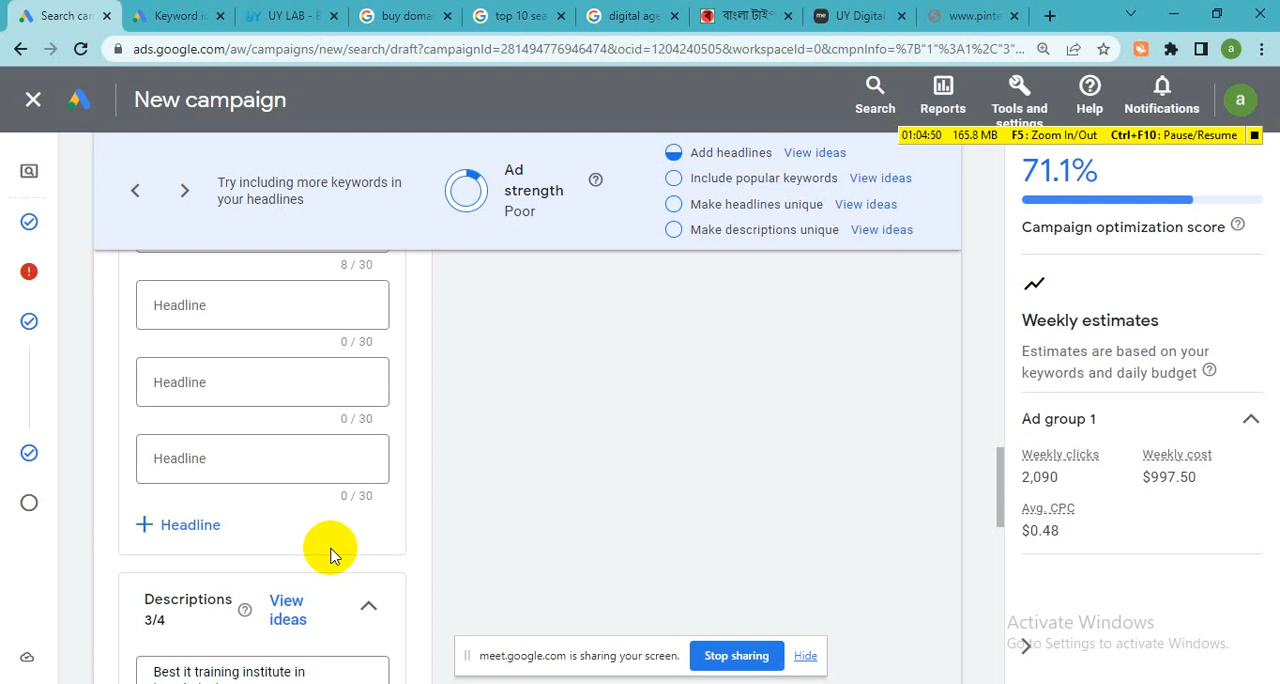 Search can
Keyword id
UY LAB - E
buy domai
top 10 sea
digital age
বাংলা টাইপ
UY Digital
www.pinte
ads.google.com/aw/campaigns/new/search/draft?campaignId=281494776946474&ocid=1204240505&workspaceId=0&cmpnInfo=%7B"1"%3A1%2C"3"...
a
New campaign
Search
Reports
Tools and
settings
Help
Notifications
a
01:04:50 165.8 MB F5 : Zoom In/Out Ctrl+F10 : Pause/Resume
Try including more keywords in
your headlines
Ad
strength
Poor
Add headlines View ideas
Include popular keywords View ideas
Make headlines unique View ideas
Make descriptions unique View ideas
71.1%
Campaign optimization score
8 / 30
Headline
0 / 30
Headline
0 / 30
Headline
0 / 30
+ Headline
Descriptions
3/4
View
ideas
Best it training institute in
Weekly estimates
Estimates are based on your
keywords and daily budget
Ad group 1
Weekly clicks Weekly cost
2,090 $997.50
Avg. CPC
$0.48
Activate Windows
Go to Settings to activate Windows.
meet.google.com is sharing your screen. Stop sharing Hide